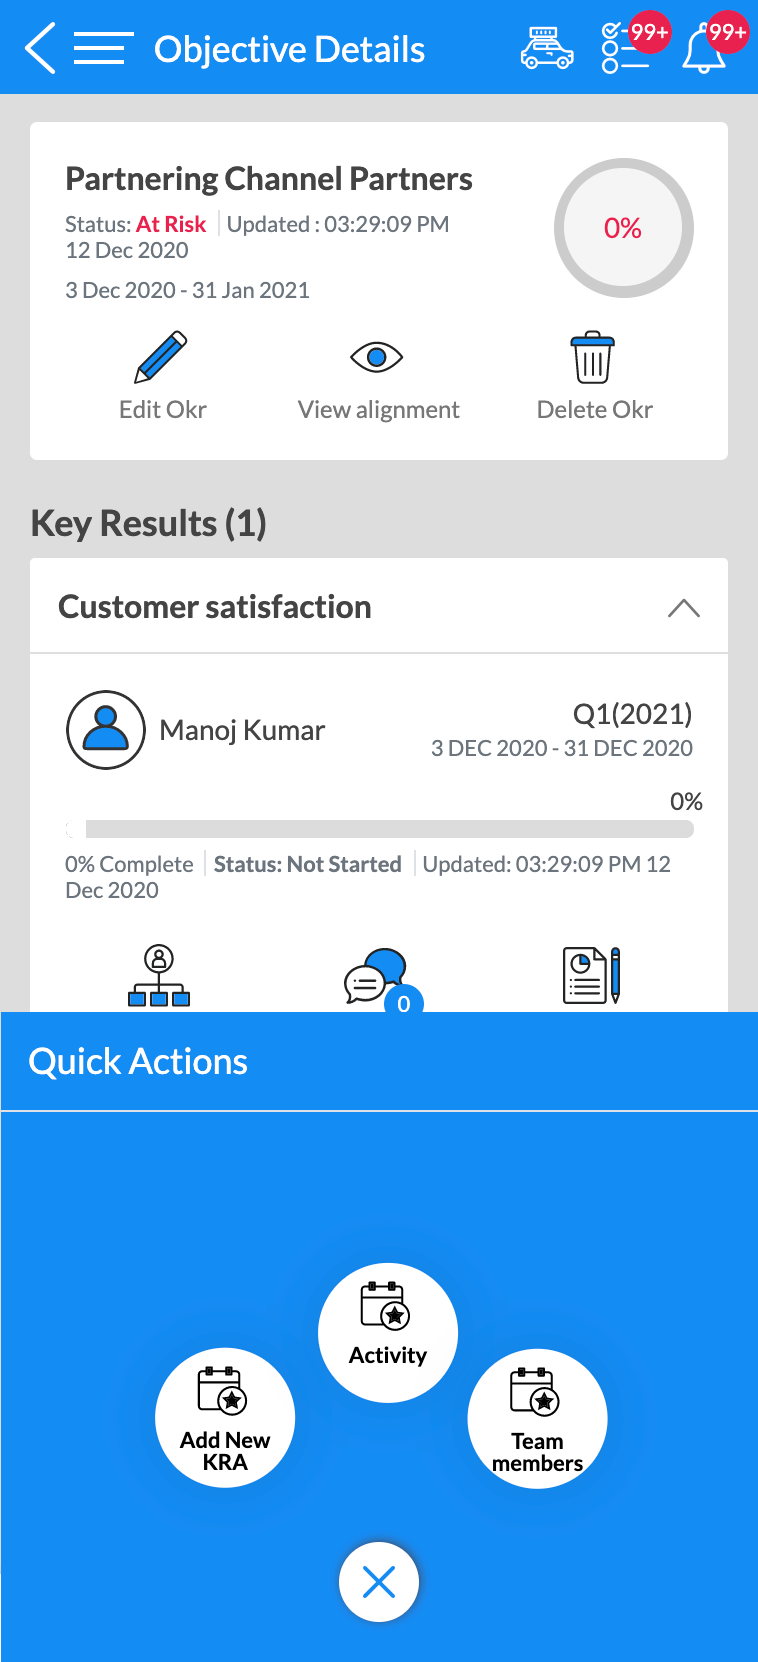 Objective Details
99+
99+
Partnering Channel Partners
Status: At Risk Updated : 03:29:09 PM
12 Dec 2020
3 Dec 2020 - 31 Jan 2021
0%
Edit Okr
View alignment
Delete Okr
Key Results (1)
Customer satisfaction
Manoj Kumar
Q1(2021)
3 DEC 2020 - 31 DEC 2020
0%
0% Complete Status: Not Started Updated: 03:29:09 PM 12
Dec 2020
0
Quick Actions
Activity
Add New
KRA
Team
members